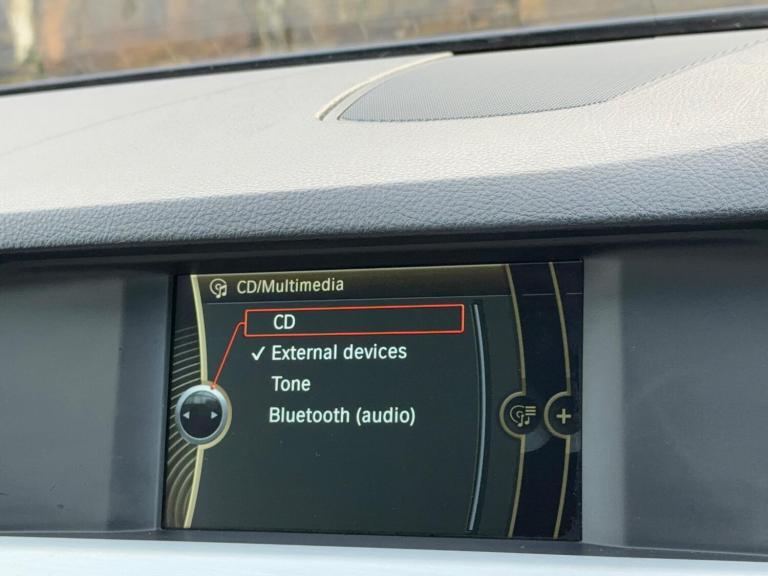 CD/Multimedia
CD
✓ External devices
Tone
Bluetooth (audio)